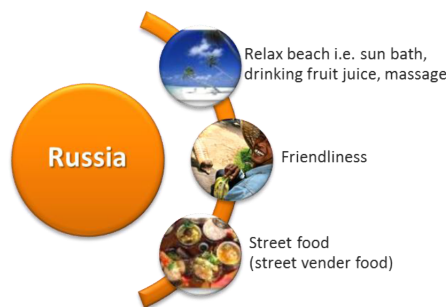 Russia
Relax beach i.e. sun bath,
drinking fruit juice, massage
Friendliness
Street food
(street vender food)